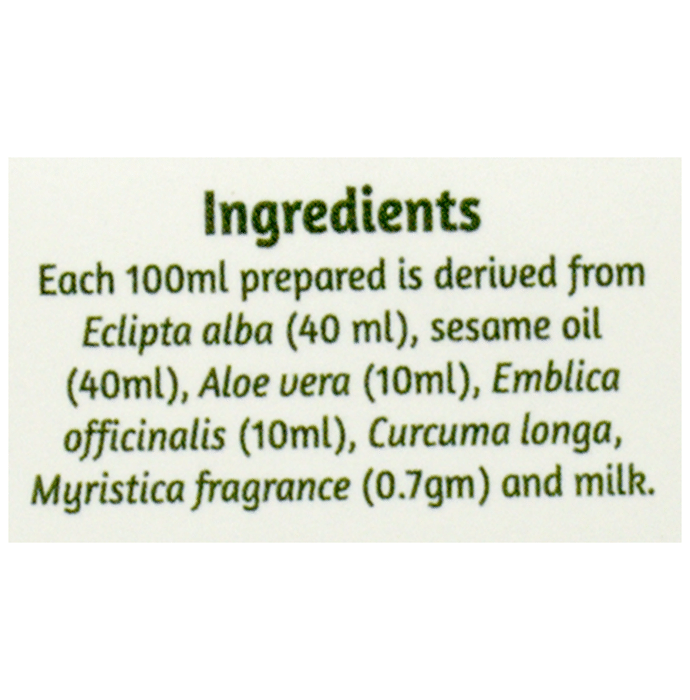 Ingredients
Each 100ml prepared is derived from
Eclipta alba (40 ml), sesame oil
(40ml), Aloe vera (10ml), Emblica
officinalis (10ml), Curcuma longa,
Myristica fragrance (0.7gm) and milk.